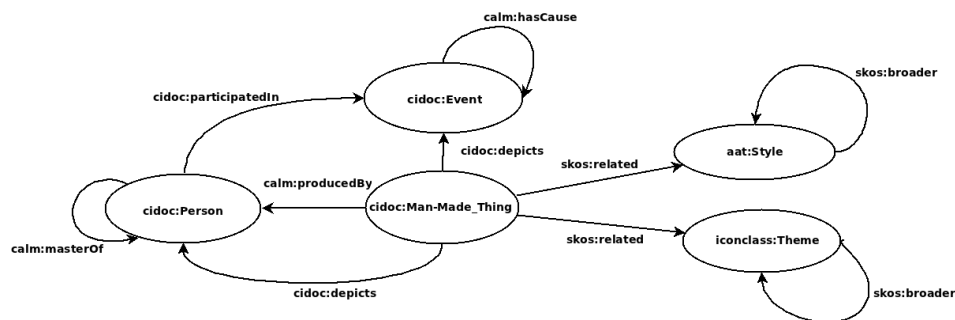 calm:hasCause
skos:broader
cidoc:participatedIn
cidoc:Event
cidoc:depicts
aat:Style
skos:related
calm:producedBy
cidoc:Person
cidoc:Man-Made_Thing
skos:related
iconclass:Theme
calm:masterOf
cidoc:depicts
skos:broader